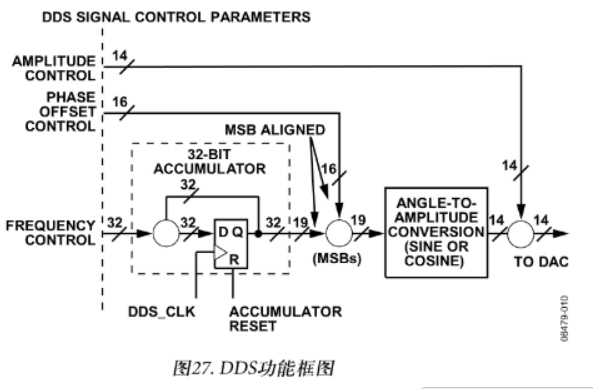 DDS SIGNAL CONTROL PARAMETERS
AMPLITUDE
CONTROL
14
PHASE
OFFSET
CONTROL
16
MSB ALIGNED
32-BIT
ACCUMULATOR
16
14
32
FREQUENCY
CONTROL
32
32
D Q
R
32
19
19
(MSBs)
ANGLE-TO-
AMPLITUDE
CONVERSION
(SINE OR
COSINE)
14
14
TO DAC
DDS_CLK
ACCUMULATOR
RESET
08479-010
图27. DDS功能框图